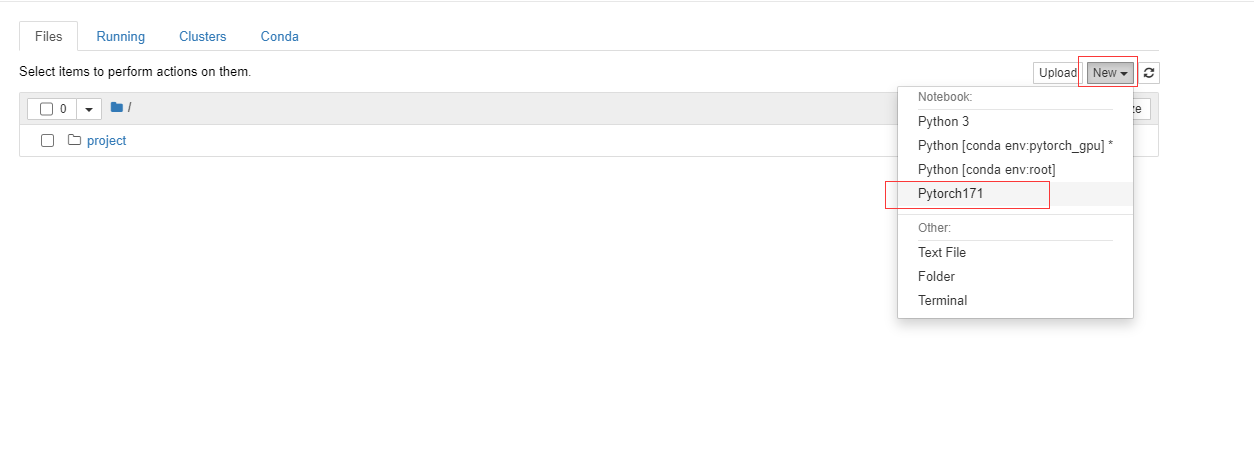 Files Running Clusters Conda
Select items to perform actions on them.
Upload New
0 /
project
Notebook:
Python 3
Python [conda env:pytorch_gpu] *
Python [conda env:root]
Pytorch171
Other:
Text File
Folder
Terminal